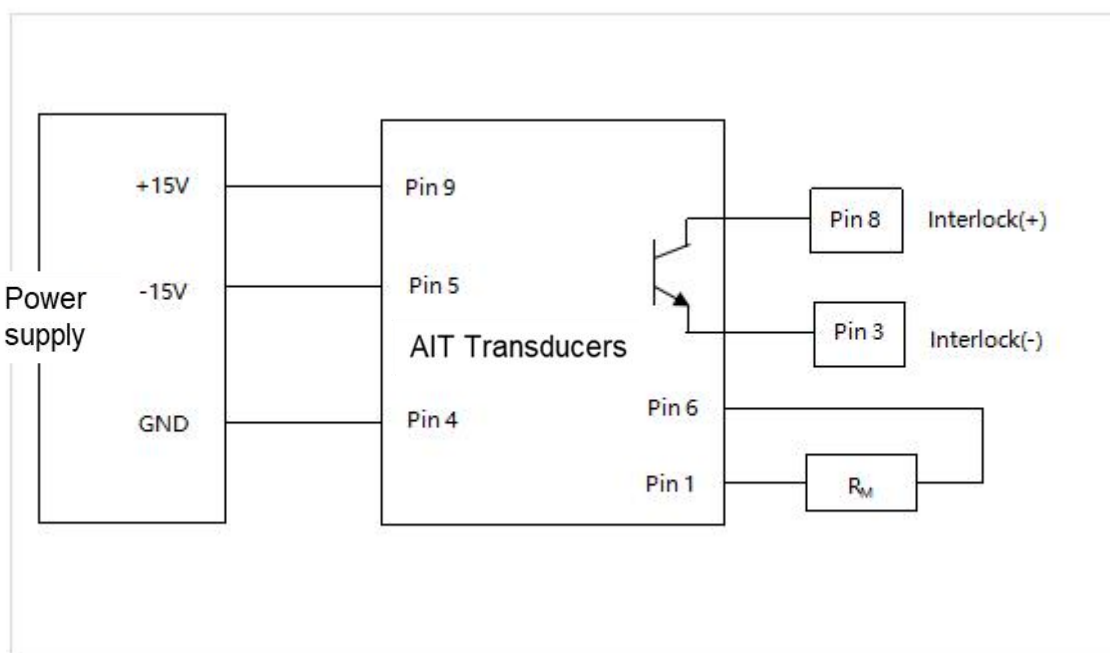 +15V
Pin 9
Pin 8
Interlock(+)
Power
supply
-15V
Pin 5
AIT Transducers
Pin 3
Interlock(-)
GND
Pin 4
Pin 6
Pin 1
RM